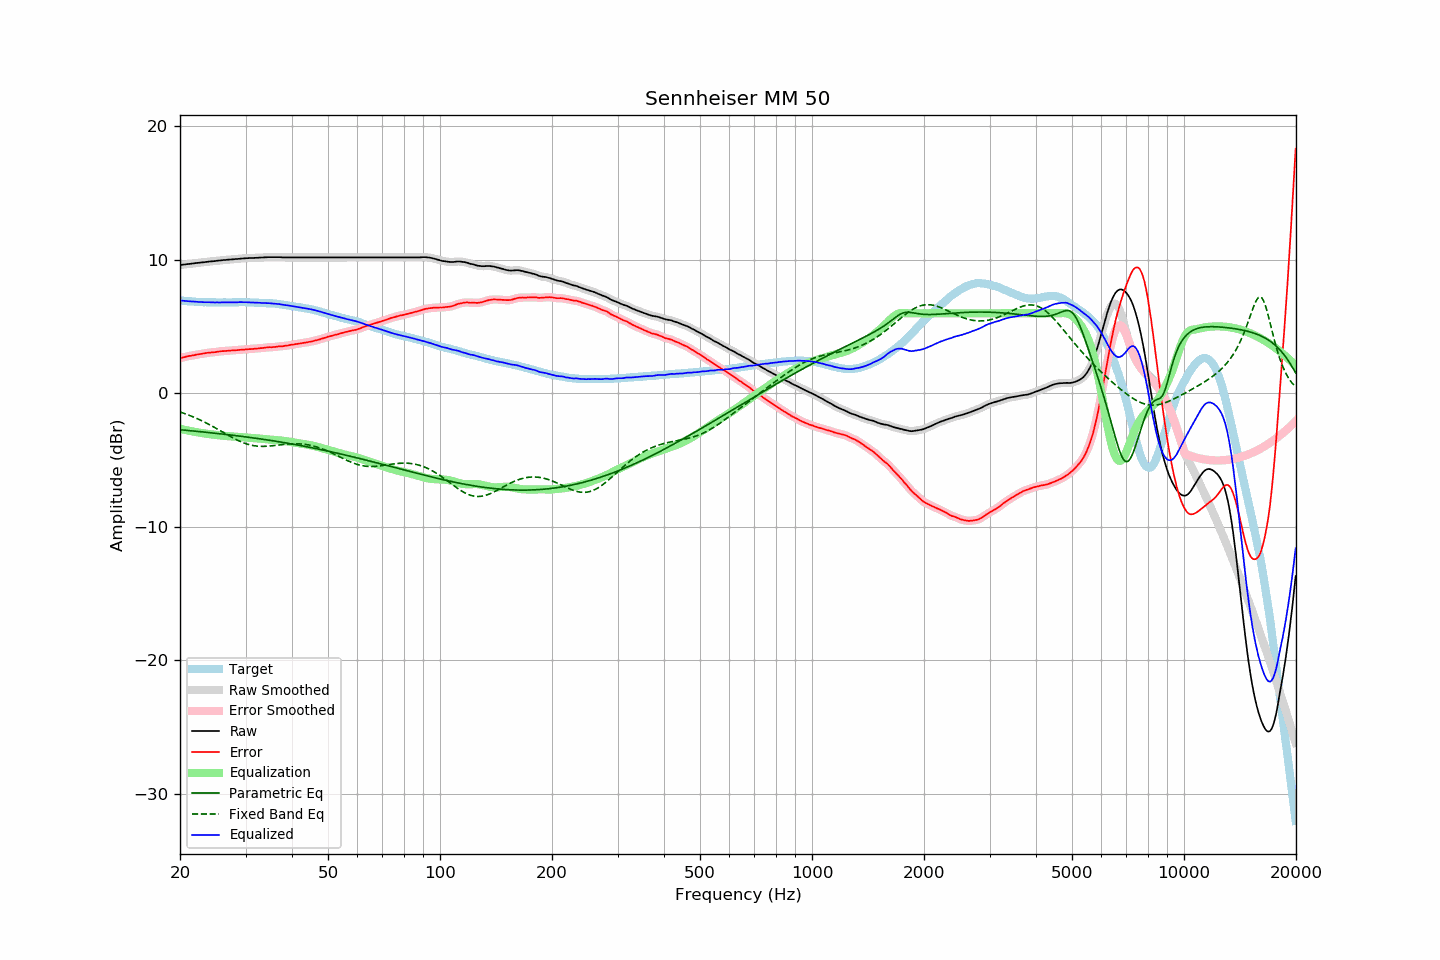 Sennheiser MM 50
Amplitude (dBr)
20
10
0
−10
−20
−30
Target
Raw Smoothed
Error Smoothed
Raw
Error
Equalization
Parametric Eq
Fixed Band Eq
Equalized
20 50 100 200 500 1000 2000 5000 10000 20000
Frequency (Hz)